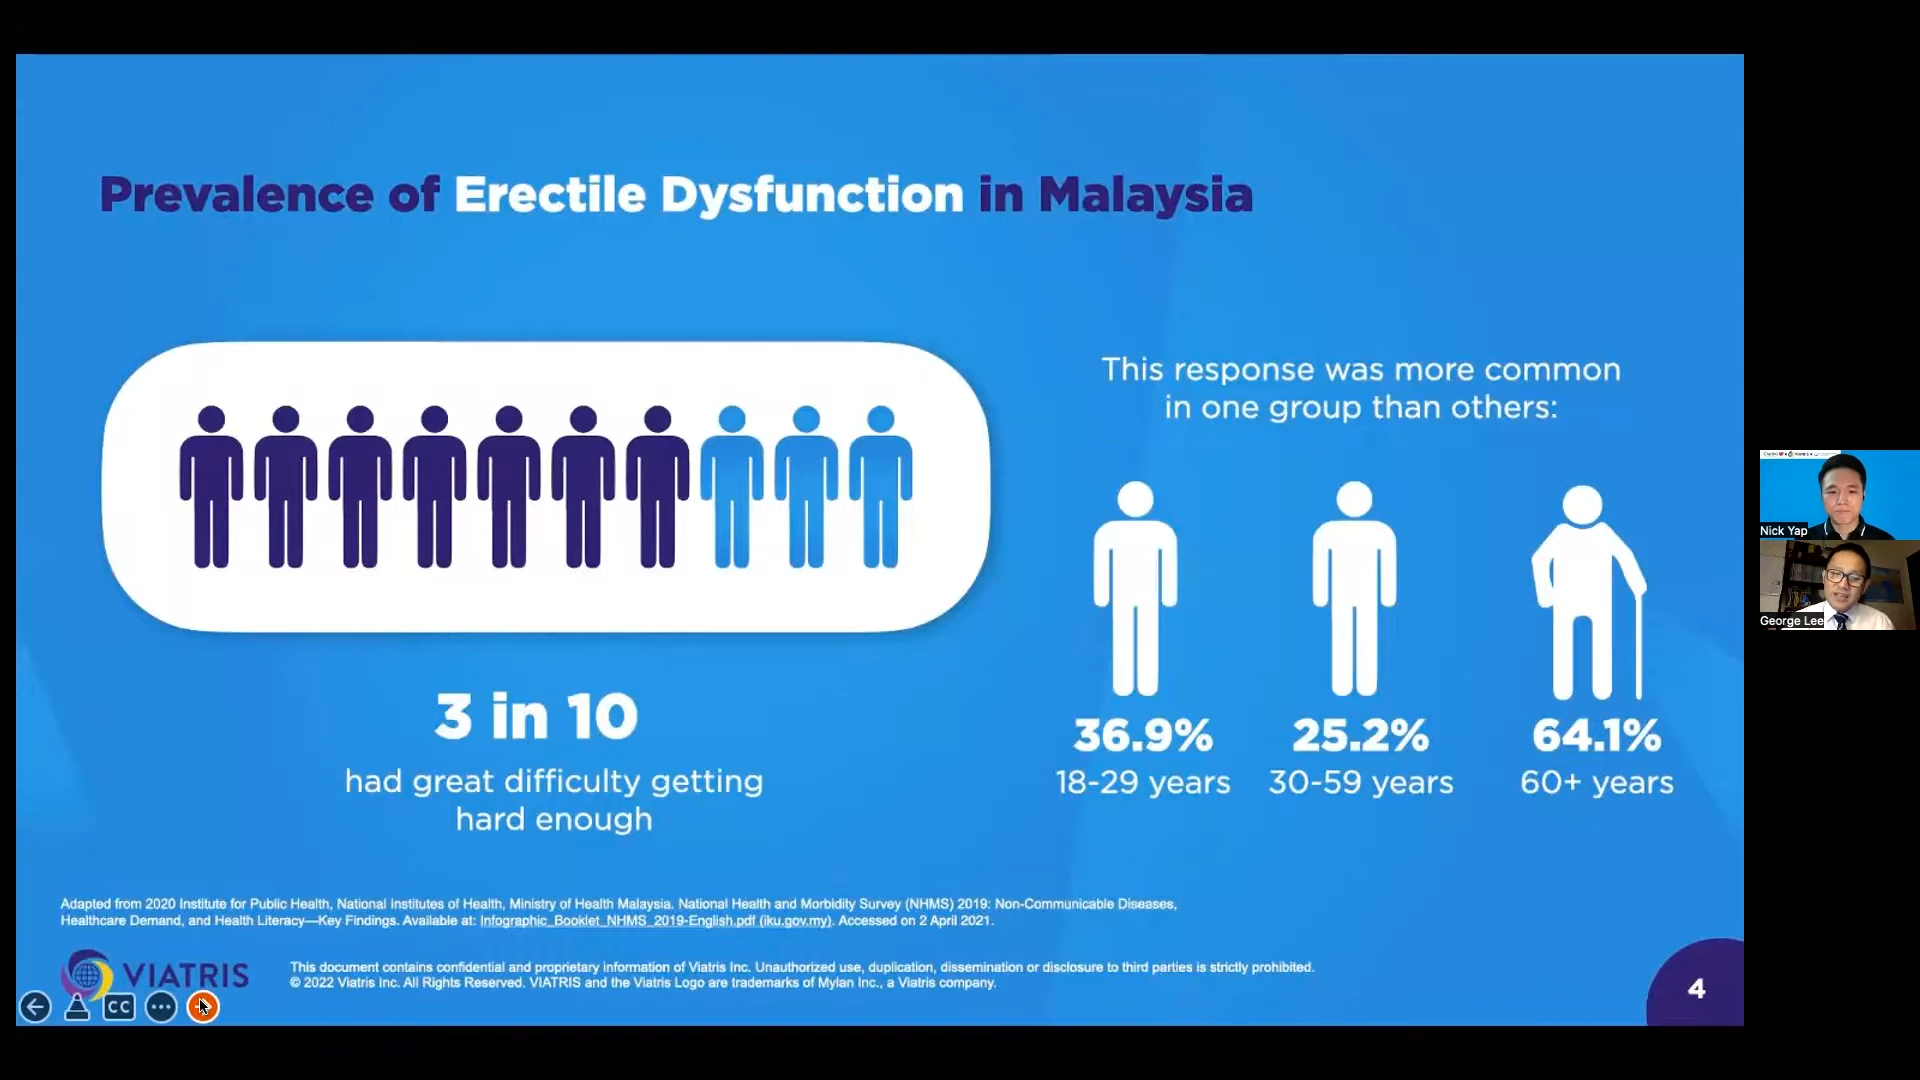 Prevalence of Erectile Dysfunction in Malaysia
This response was more common
in one group than others:
3 in 10
had great difficulty getting
hard enough
36.9%
18-29 years
25.2%
30-59 years
64.1%
60+ years
Adapted from 2020 Institute for Public Health, National Institutes of Health, Ministry of Health Malaysia. National Health and Morbidity Survey (NHMS) 2019: Non-Communicable Diseases,
Healthcare Demand, and Health Literacy—Key Findings. Available at: Infographic_Booklet_NHMS_2019-English.pdf (iku.gov.my). Accessed on 2 April 2021.
VIATRIS
This document contains confidential and proprietary information of Viatris Inc. Unauthorized use, duplication, dissemination or disclosure to third parties is strictly prohibited.
© 2022 Viatris Inc. All Rights Reserved. VIATRIS and the Viatris Logo are trademarks of Mylan Inc., a Viatris company.
CC
4
Nick Yap
George Lee